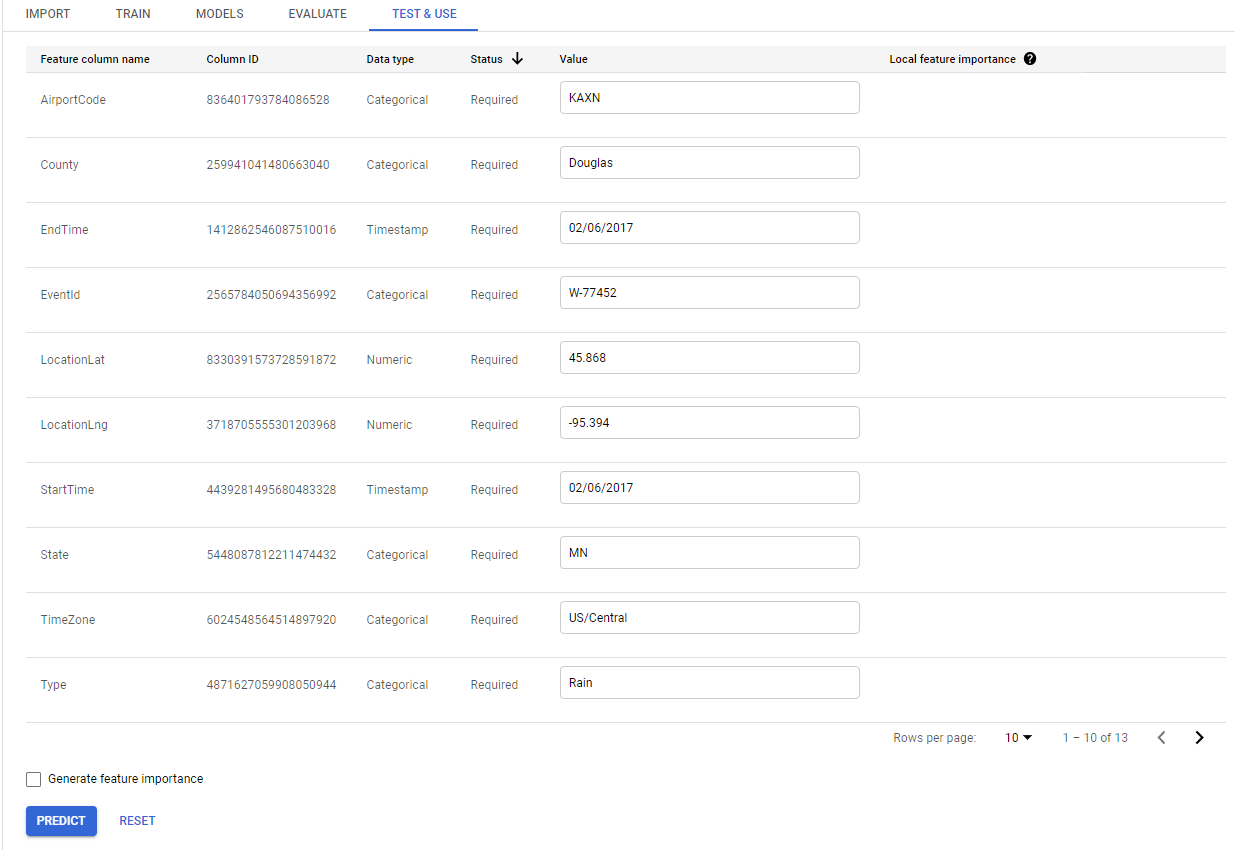 IMPORT TRAIN MODELS EVALUATE TEST & USE
Feature column name Column ID Data type Status Value Local feature importance ?
AirportCode 836401793784086528 Categorical Required KAXN
County 259941041480663040 Categorical Required Douglas
EndTime 1412862546087510016 Timestamp Required 02/06/2017
EventId 2565784050694356992 Categorical Required W-77452
LocationLat 8330391573728591872 Numeric Required 45.868
LocationLng 3718705555301203968 Numeric Required -95.394
StartTime 4439281495680483328 Timestamp Required 02/06/2017
State 5448087812211474432 Categorical Required MN
TimeZone 6024548564514897920 Categorical Required US/Central
Type 4871627059908050944 Categorical Required Rain
Rows per page: 10 1 – 10 of 13
Generate feature importance
PREDICT RESET